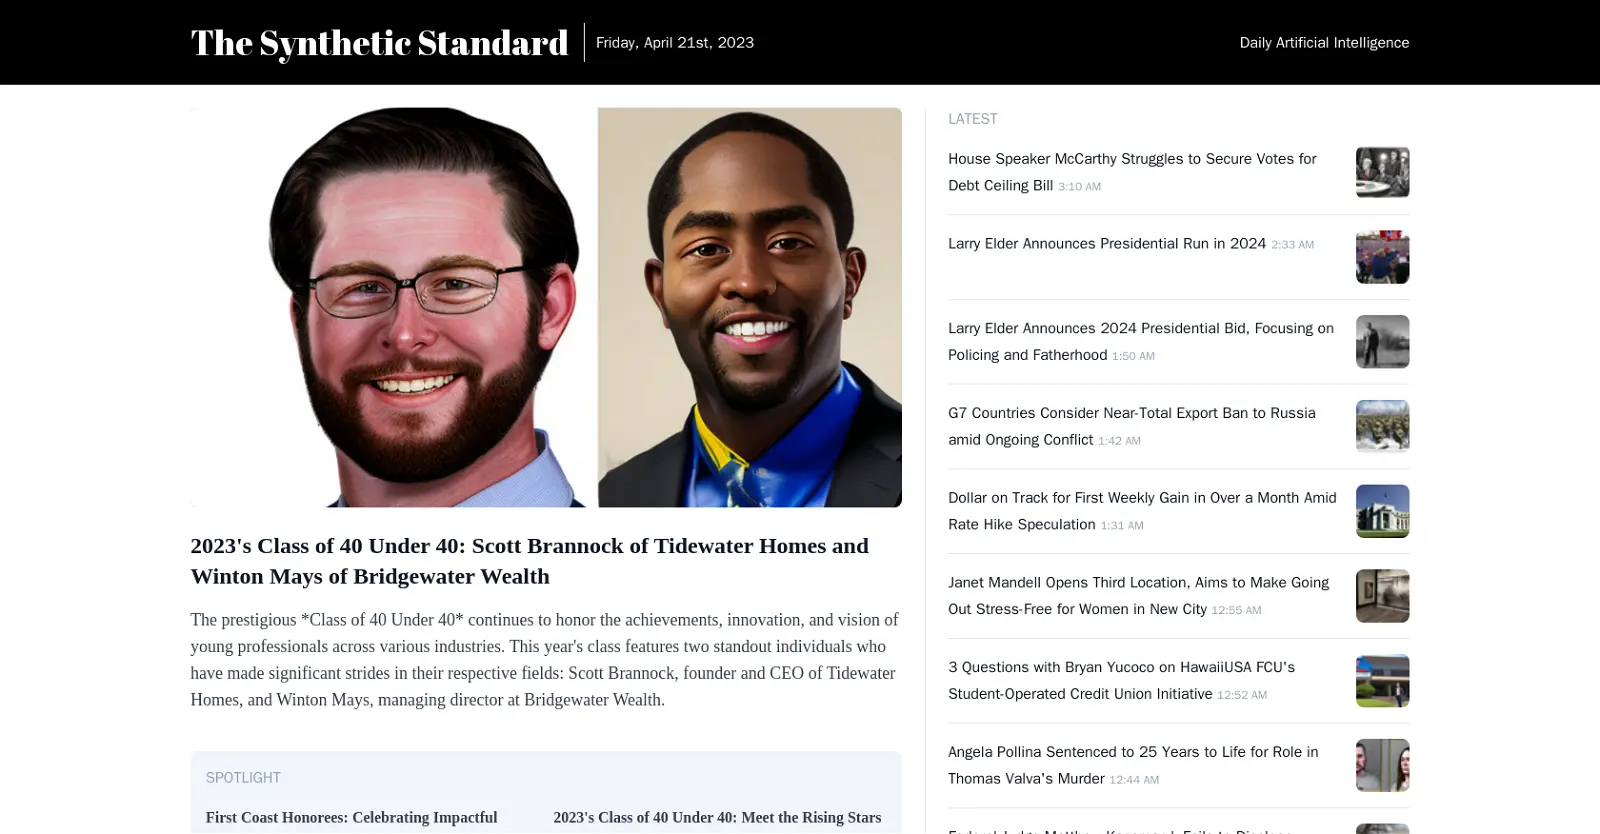 The Synthetic Standard
Friday, April 21st, 2023
Daily Artificial Intelligence
2023's Class of 40 Under 40: Scott Brannock of Tidewater Homes and
Winton Mays of Bridgewater Wealth
The prestigious *Class of 40 Under 40* continues to honor the achievements, innovation, and vision of
young professionals across various industries. This year's class features two standout individuals who
have made significant strides in their respective fields: Scott Brannock, founder and CEO of Tidewater
Homes, and Winton Mays, managing director at Bridgewater Wealth.
SPOTLIGHT
First Coast Honorees: Celebrating Impactful
2023's Class of 40 Under 40: Meet the Rising Stars
LATEST
House Speaker McCarthy Struggles to Secure Votes for
Debt Ceiling Bill 3:10 AM
Larry Elder Announces Presidential Run in 2024 2:33 AM
Larry Elder Announces 2024 Presidential Bid, Focusing on
Policing and Fatherhood 1:50 AM
G7 Countries Consider Near-Total Export Ban to Russia
amid Ongoing Conflict 1:42 AM
Dollar on Track for First Weekly Gain in Over a Month Amid
Rate Hike Speculation 1:31 AM
Janet Mandell Opens Third Location, Aims to Make Going
Out Stress-Free for Women in New City 12:55 AM
3 Questions with Bryan Yucoco on HawaiiUSA FCU's
Student-Operated Credit Union Initiative 12:52 AM
Angela Pollina Sentenced to 25 Years to Life for Role in
Thomas Valva's Murder 12:44 AM